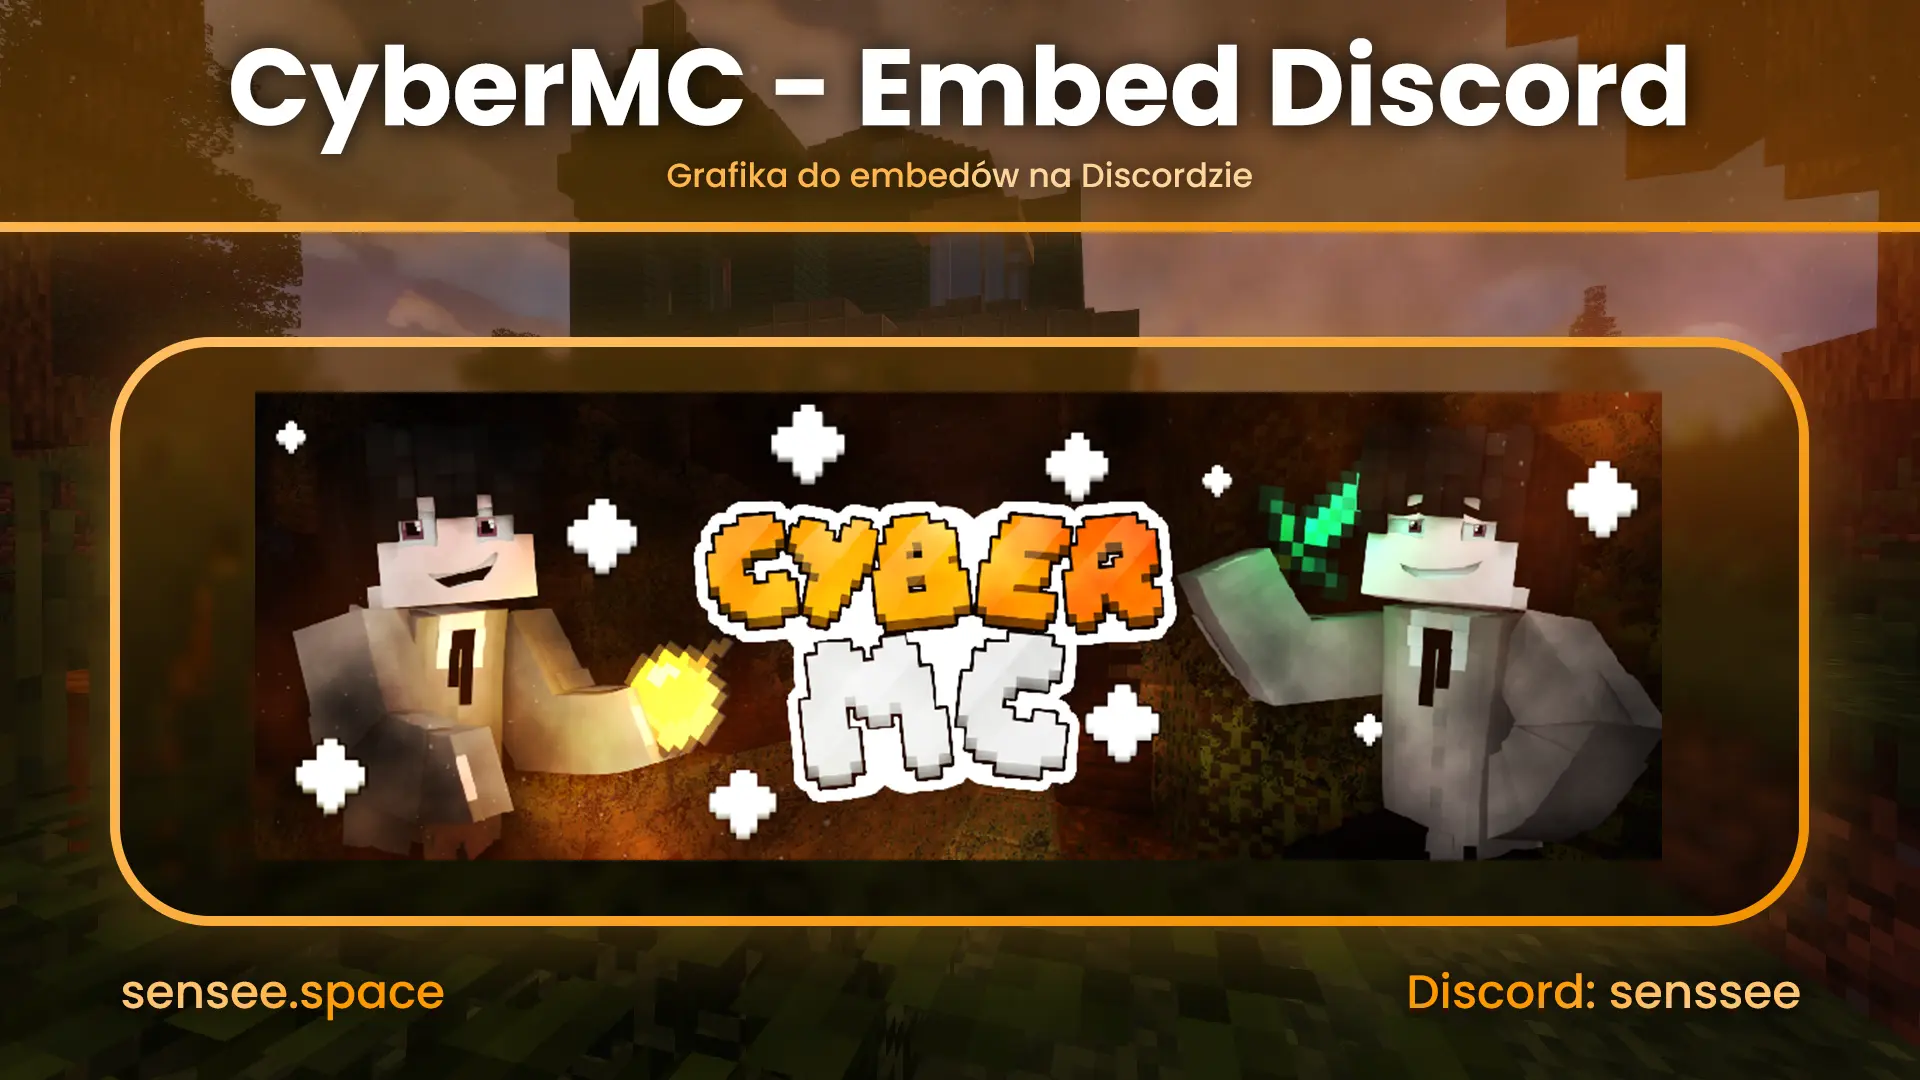 CyberMC - Embed Discord
Grafika do embedów na Discordzie
CYBER
MC
sensee.space
Discord: senssee